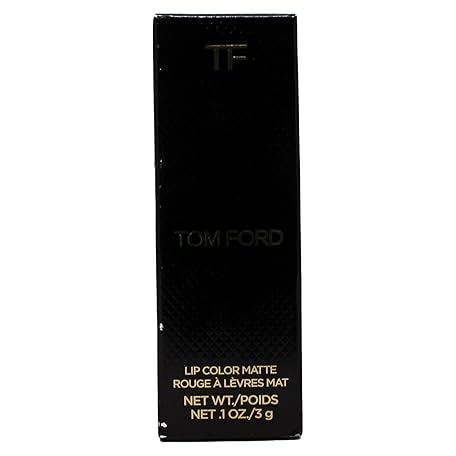 TF
TOM FORD
LIP COLOR MATTE
ROUGE À LÈVRES MAT
NET WT./POIDS
NET .1 OZ./3 g